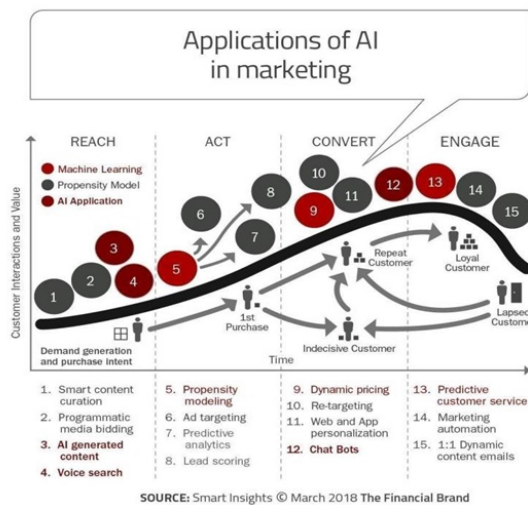 Applications of AI
in marketing
REACH
ACT
CONVERT
ENGAGE
Machine Learning
Propensity Model
AI Application
Customer Interactions and Value
1
2
3
4
5
6
7
8
9
10
11
12
13
14
15
Repeat
Customer
Loyal
Customer
1st
Purchase
Indecisive Customer
Lapsed
Custome
Demand generation
and purchase intent
Time
1. Smart content
curation
2. Programmatic
media bidding
3. AI generated
content
4. Voice search
5. Propensity
modeling
6. Ad targeting
7. Predictive
analytics
8. Lead scoring
9. Dynamic pricing
10. Re-targeting
11. Web and App
personalization
12. Chat Bots
13. Predictive
customer service
14. Marketing
automation
15. 1:1 Dynamic
content emails
SOURCE: Smart Insights © March 2018 The Financial Brand